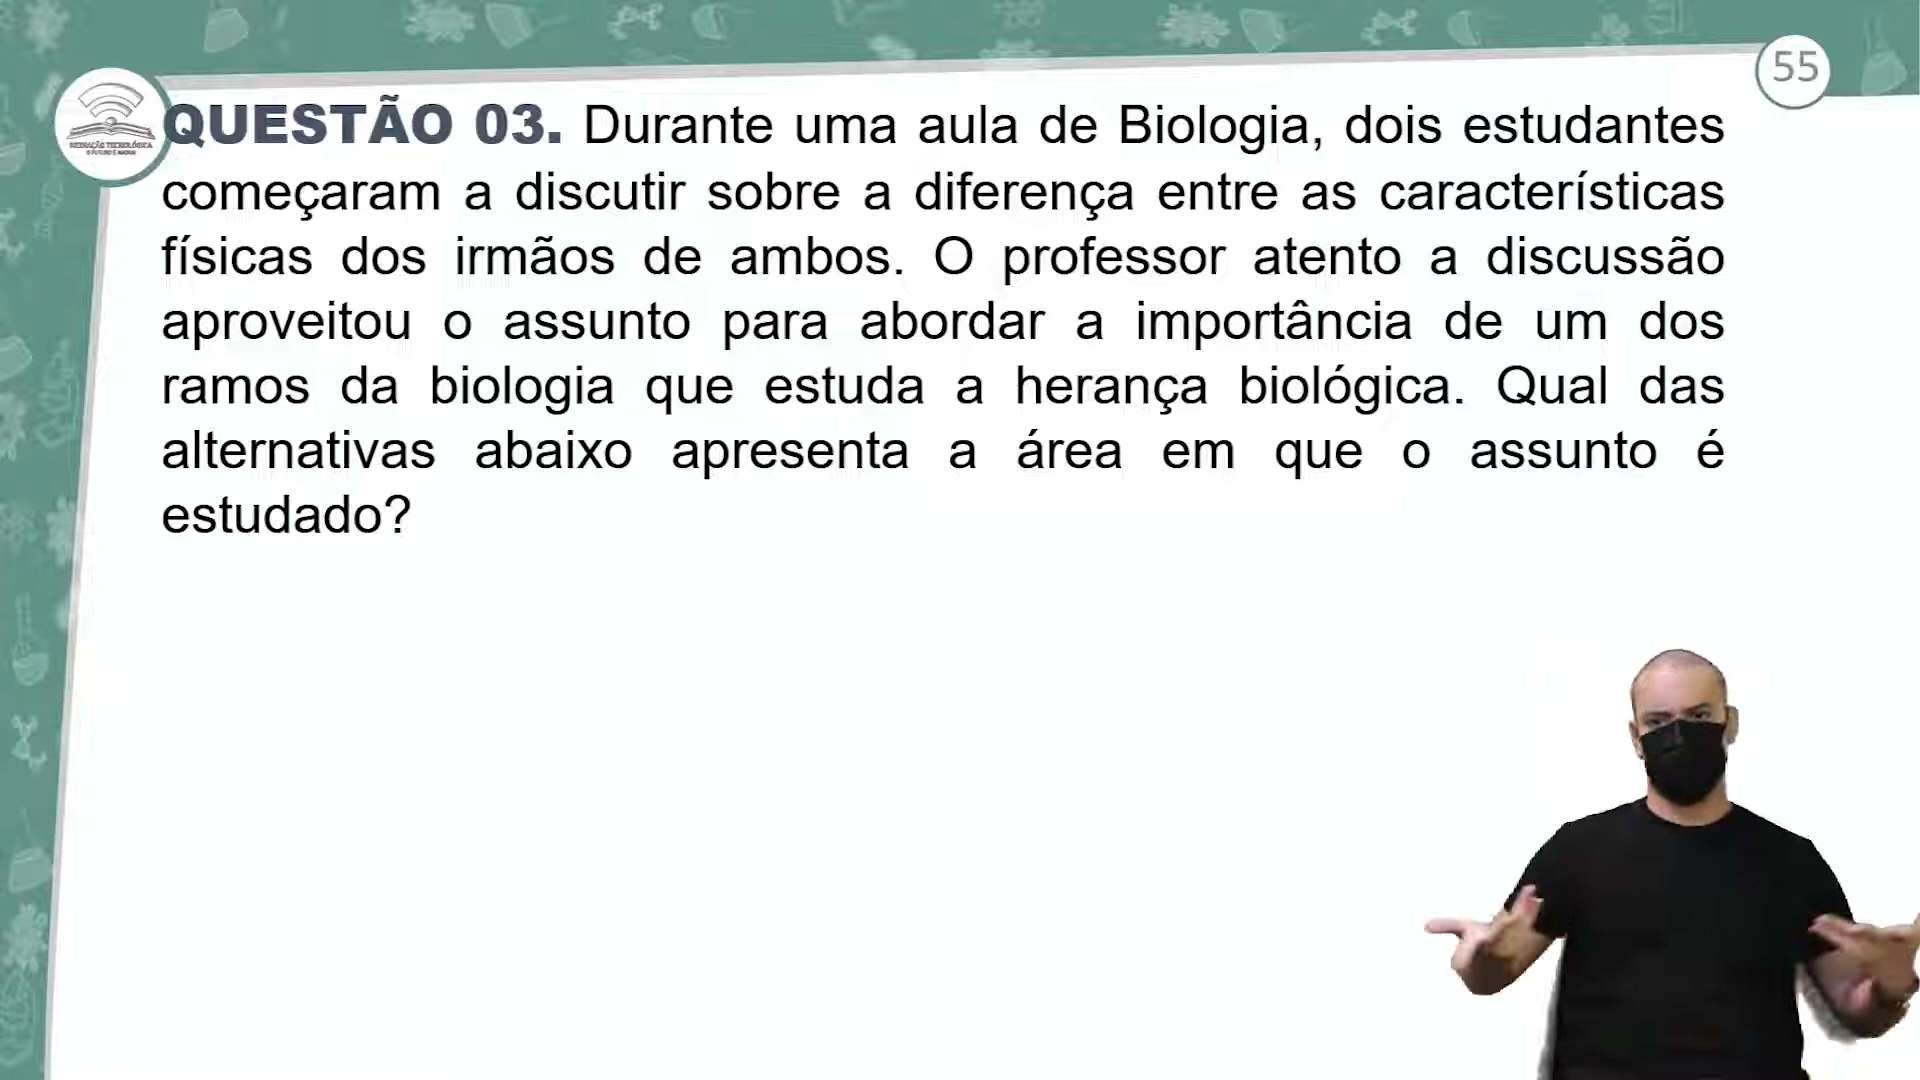 55
QUESTÃO 03. Durante uma aula de Biologia, dois estudantes
começaram a discutir sobre a diferença entre as características
físicas dos irmãos de ambos. O professor atento a discussão
aproveitou o assunto para abordar a importância de um dos
ramos da biologia que estuda a herança biológica. Qual das
alternativas abaixo apresenta a área em que o assunto é
estudado?
MEDIAÇÃO TECNOLÓGICA